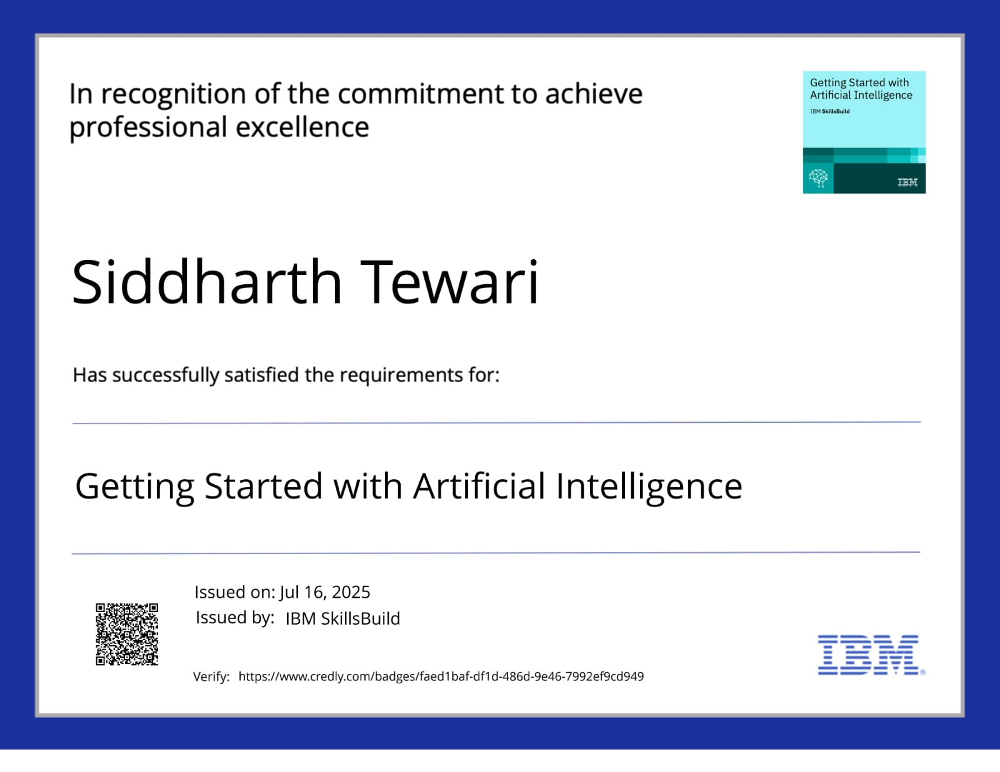 In recognition of the commitment to achieve
professional excellence
Getting Started with
Artificial Intelligence
IBM SkillsBuild
IBM
Siddharth Tewari
Has successfully satisfied the requirements for:
Getting Started with Artificial Intelligence
Issued on: Jul 16, 2025
Issued by: IBM SkillsBuild
Verify: https://www.credly.com/badges/faed1baf-df1d-486d-9e46-7992ef9cd949
IBM®